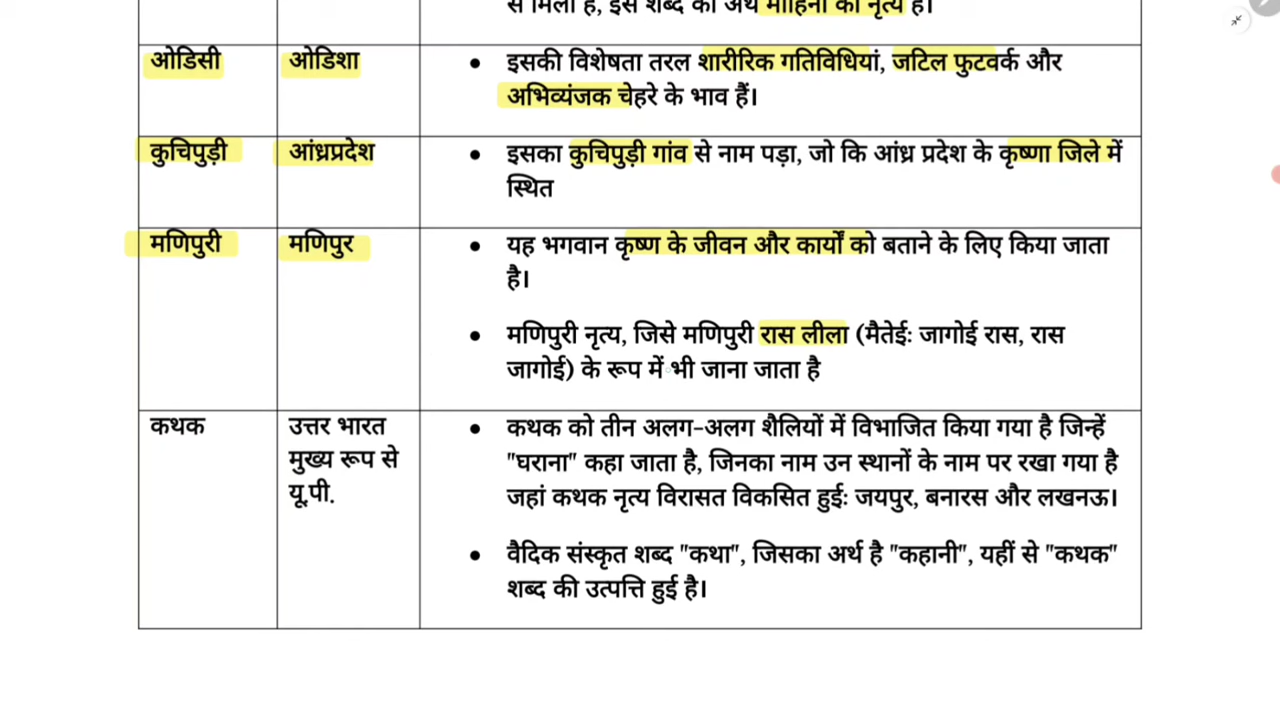 से मिला है, इस शब्द का अर्थ मोहिनी का नृत्य है।
ओडिसी
ओडिशा
● इसकी विशेषता तरल शारीरिक गतिविधियां, जटिल फुटवर्क और
अभिव्यंजक चेहरे के भाव हैं।
कुचिपुड़ी
आंध्रप्रदेश
● इसका कुचिपुड़ी गांव से नाम पड़ा, जो कि आंध्र प्रदेश के कृष्णा जिले में
स्थित
मणिपुरी
मणिपुर
● यह भगवान कृष्ण के जीवन और कार्यों को बताने के लिए किया जाता
है।
● मणिपुरी नृत्य, जिसे मणिपुरी रास लीला (मैतेई: जागोई रास, रास
जागोई) के रूप में भी जाना जाता है
कथक
उत्तर भारत
मुख्य रूप से
यू.पी.
● कथक को तीन अलग-अलग शैलियों में विभाजित किया गया है जिन्हें
"घराना" कहा जाता है, जिनका नाम उन स्थानों के नाम पर रखा गया है
जहां कथक नृत्य विरासत विकसित हुई: जयपुर, बनारस और लखनऊ।
● वैदिक संस्कृत शब्द "कथा", जिसका अर्थ है "कहानी", यहीं से "कथक"
शब्द की उत्पत्ति हुई है।